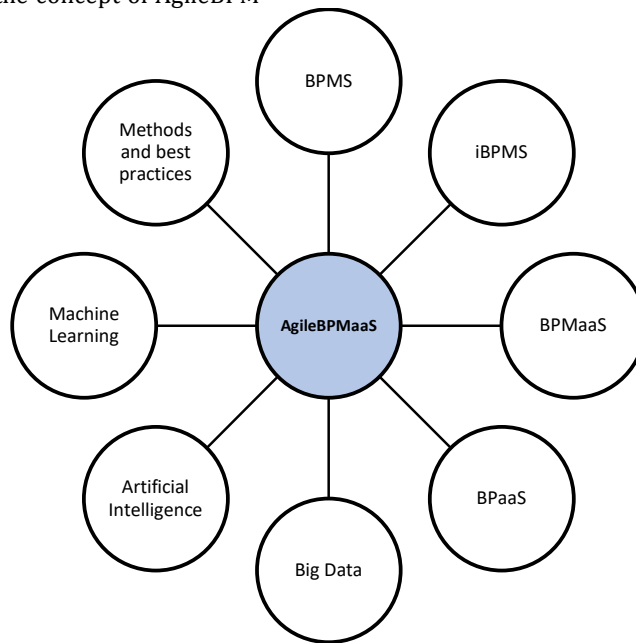 the concept of AgileBPM
BPMS
Methods
and best
practices
iBPMS
Machine
Learning
AgileBPMaaS
BPMaaS
Artificial
Intelligence
BPaaS
Big Data